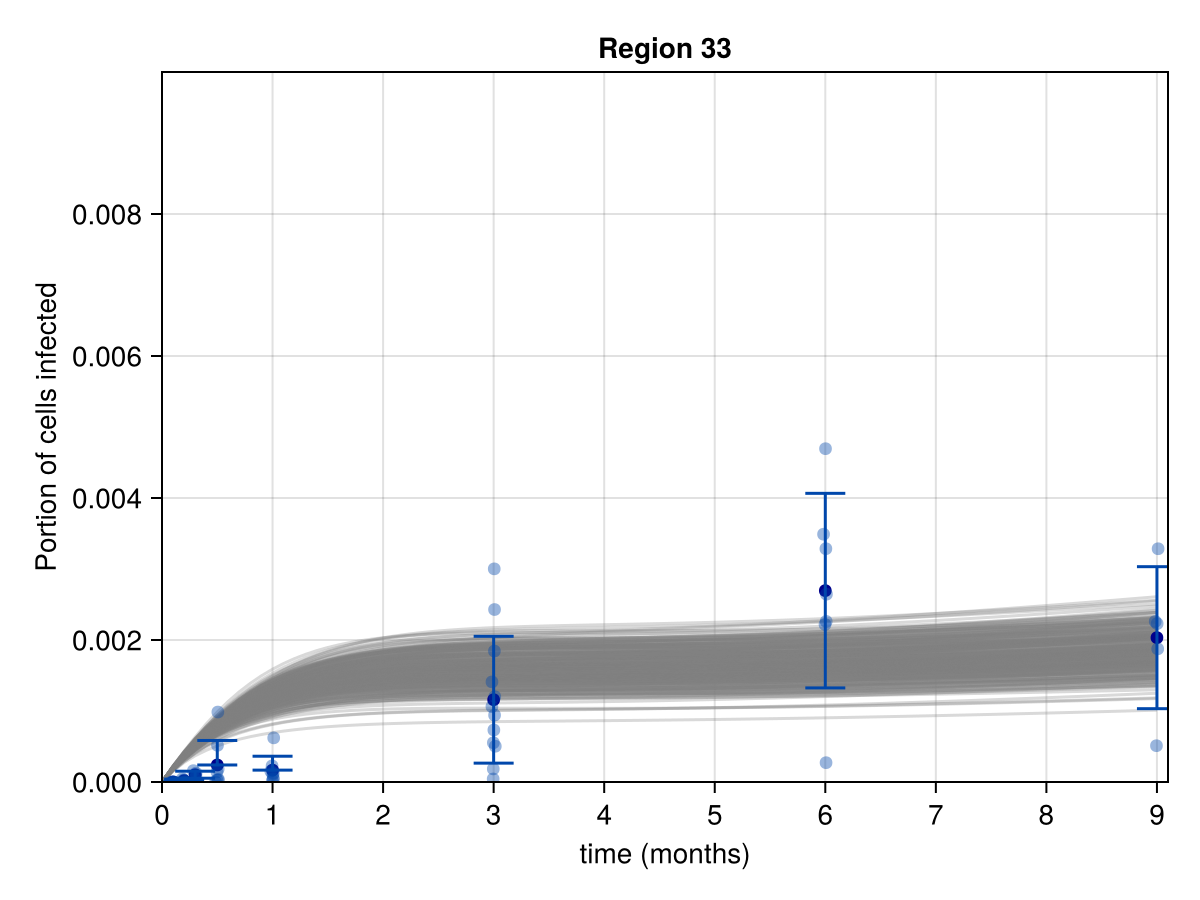 Region 33
Portion of cells infected
0.008
0.006
0.004
0.002
0.000
0 1 2 3 4 5 6 7 8 9
time (months)